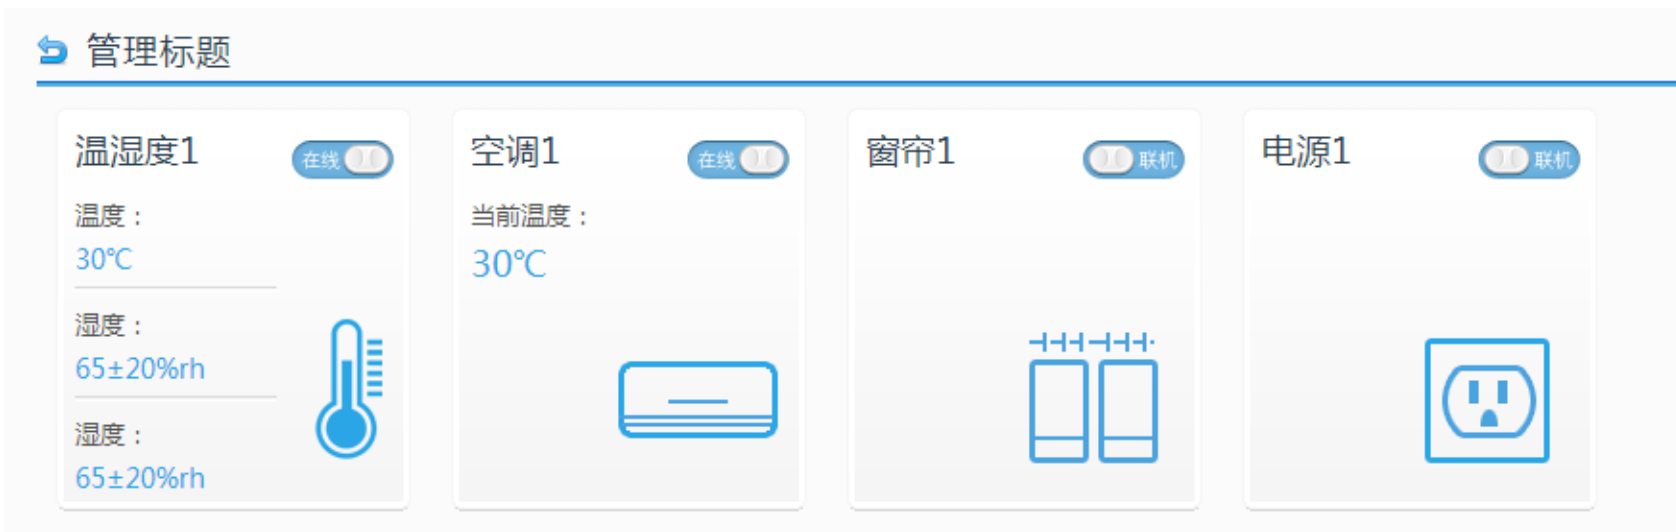 管理标题
温湿度1
在线
温度：
30℃
湿度：
65±20%rh
湿度：
65±20%rh
空调1
在线
当前温度：
30℃
窗帘1
联机
电源1
联机